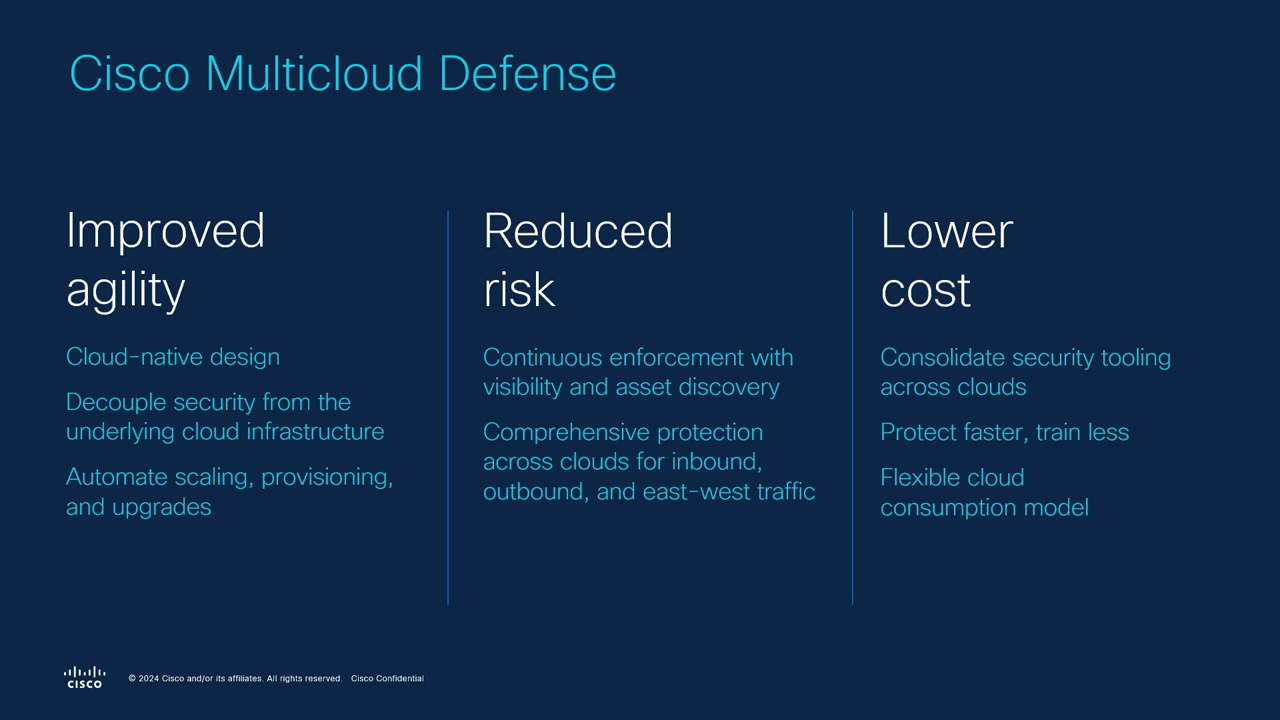 Cisco Multicloud Defense
Improved
agility
Cloud-native design
Decouple security from the
underlying cloud infrastructure
Automate scaling, provisioning,
and upgrades
Reduced
risk
Continuous enforcement with
visibility and asset discovery
Comprehensive protection
across clouds for inbound,
outbound, and east-west traffic
Lower
cost
Consolidate security tooling
across clouds
Protect faster, train less
Flexible cloud
consumption model
CISCO
© 2024 Cisco and/or its affiliates. All rights reserved. Cisco Confidential